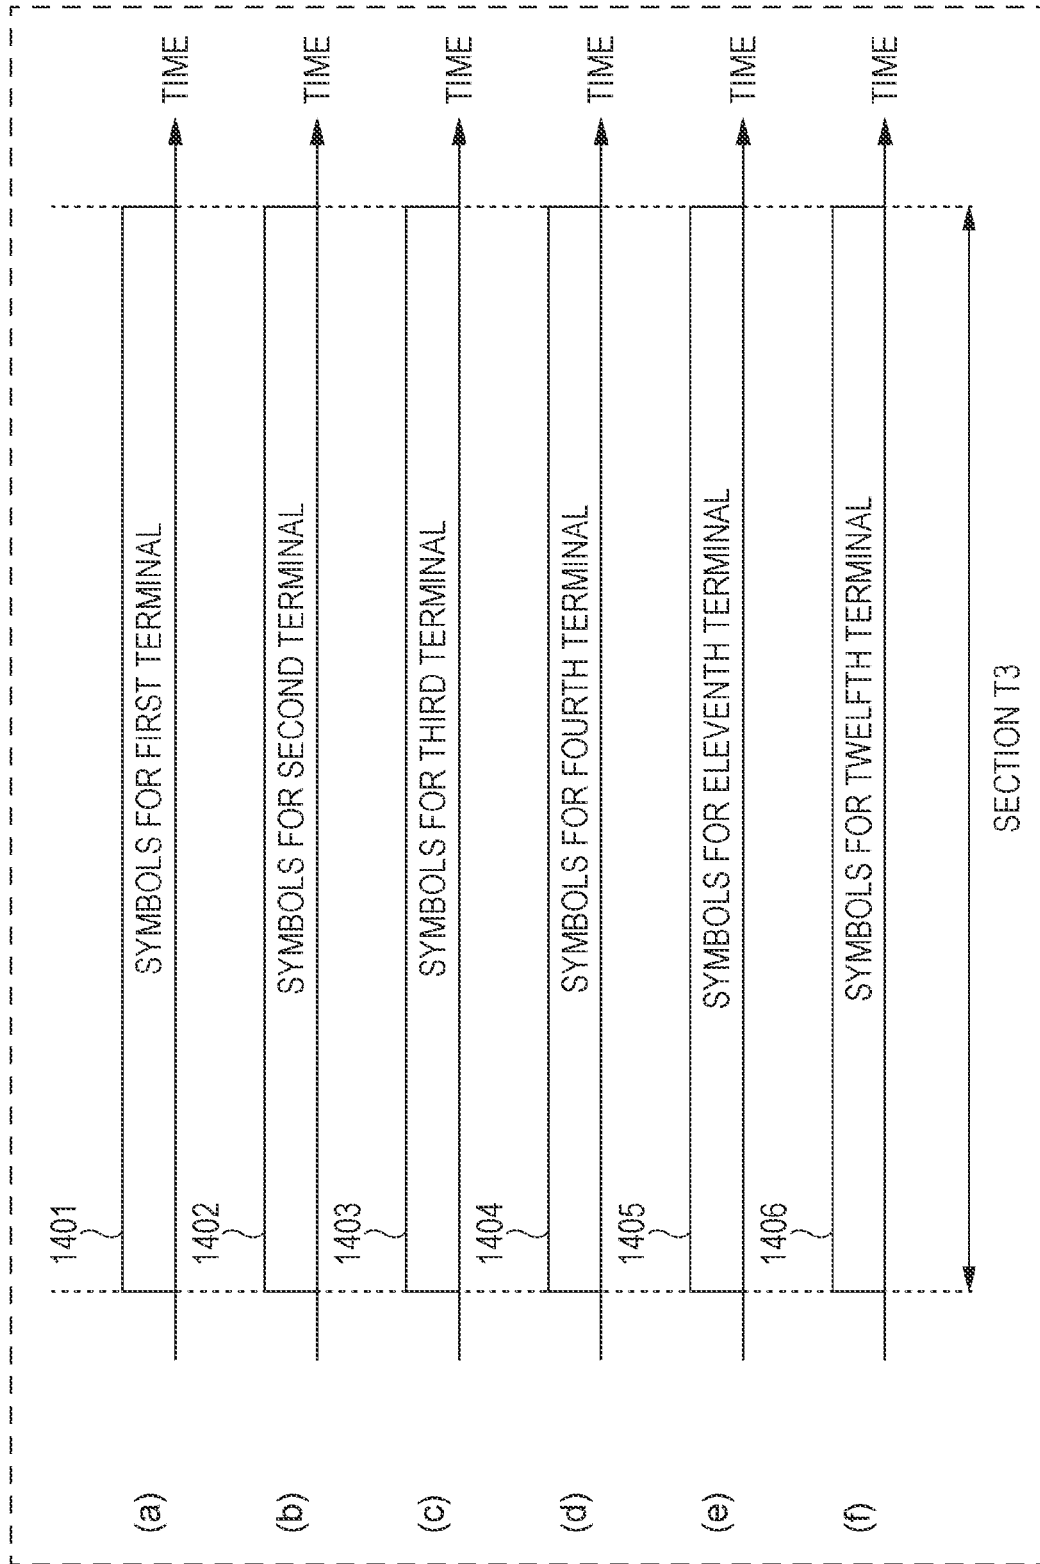 1401
(a)
SYMBOLS FOR FIRST TERMINAL
TIME
1402
(b)
SYMBOLS FOR SECOND TERMINAL
TIME
1403
(c)
SYMBOLS FOR THIRD TERMINAL
TIME
1404
(d)
SYMBOLS FOR FOURTH TERMINAL
TIME
1405
(e)
SYMBOLS FOR ELEVENTH TERMINAL
TIME
1406
(f)
SYMBOLS FOR TWELFTH TERMINAL
TIME
SECTION T3